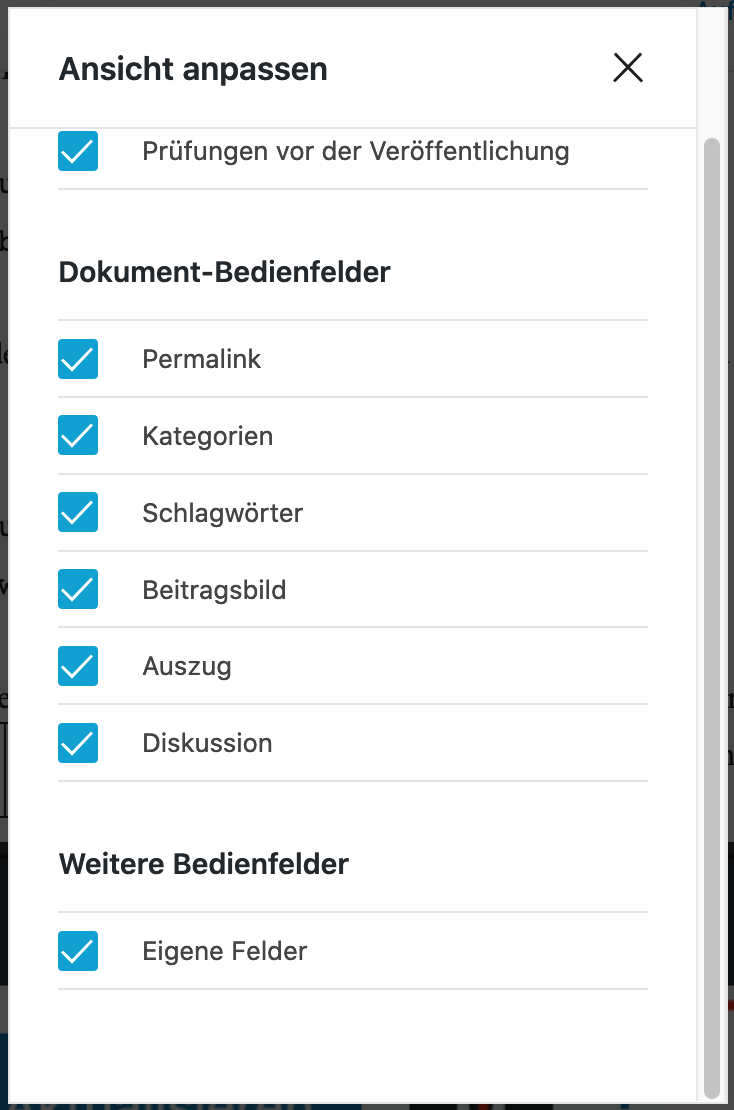 Ansicht anpassen
Prüfungen vor der Veröffentlichung
Dokument-Bedienfelder
Permalink
Kategorien
Schlagwörter
Beitragsbild
Auszug
Diskussion
Weitere Bedienfelder
Eigene Felder